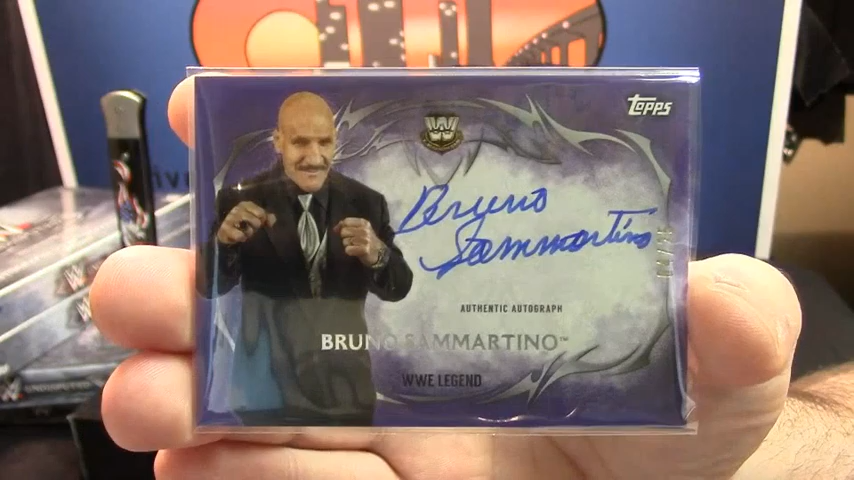 Topps
Bruno
Sammartino
AUTHENTIC AUTOGRAPH
BRUNO SAMMARTINO™
WWE LEGEND